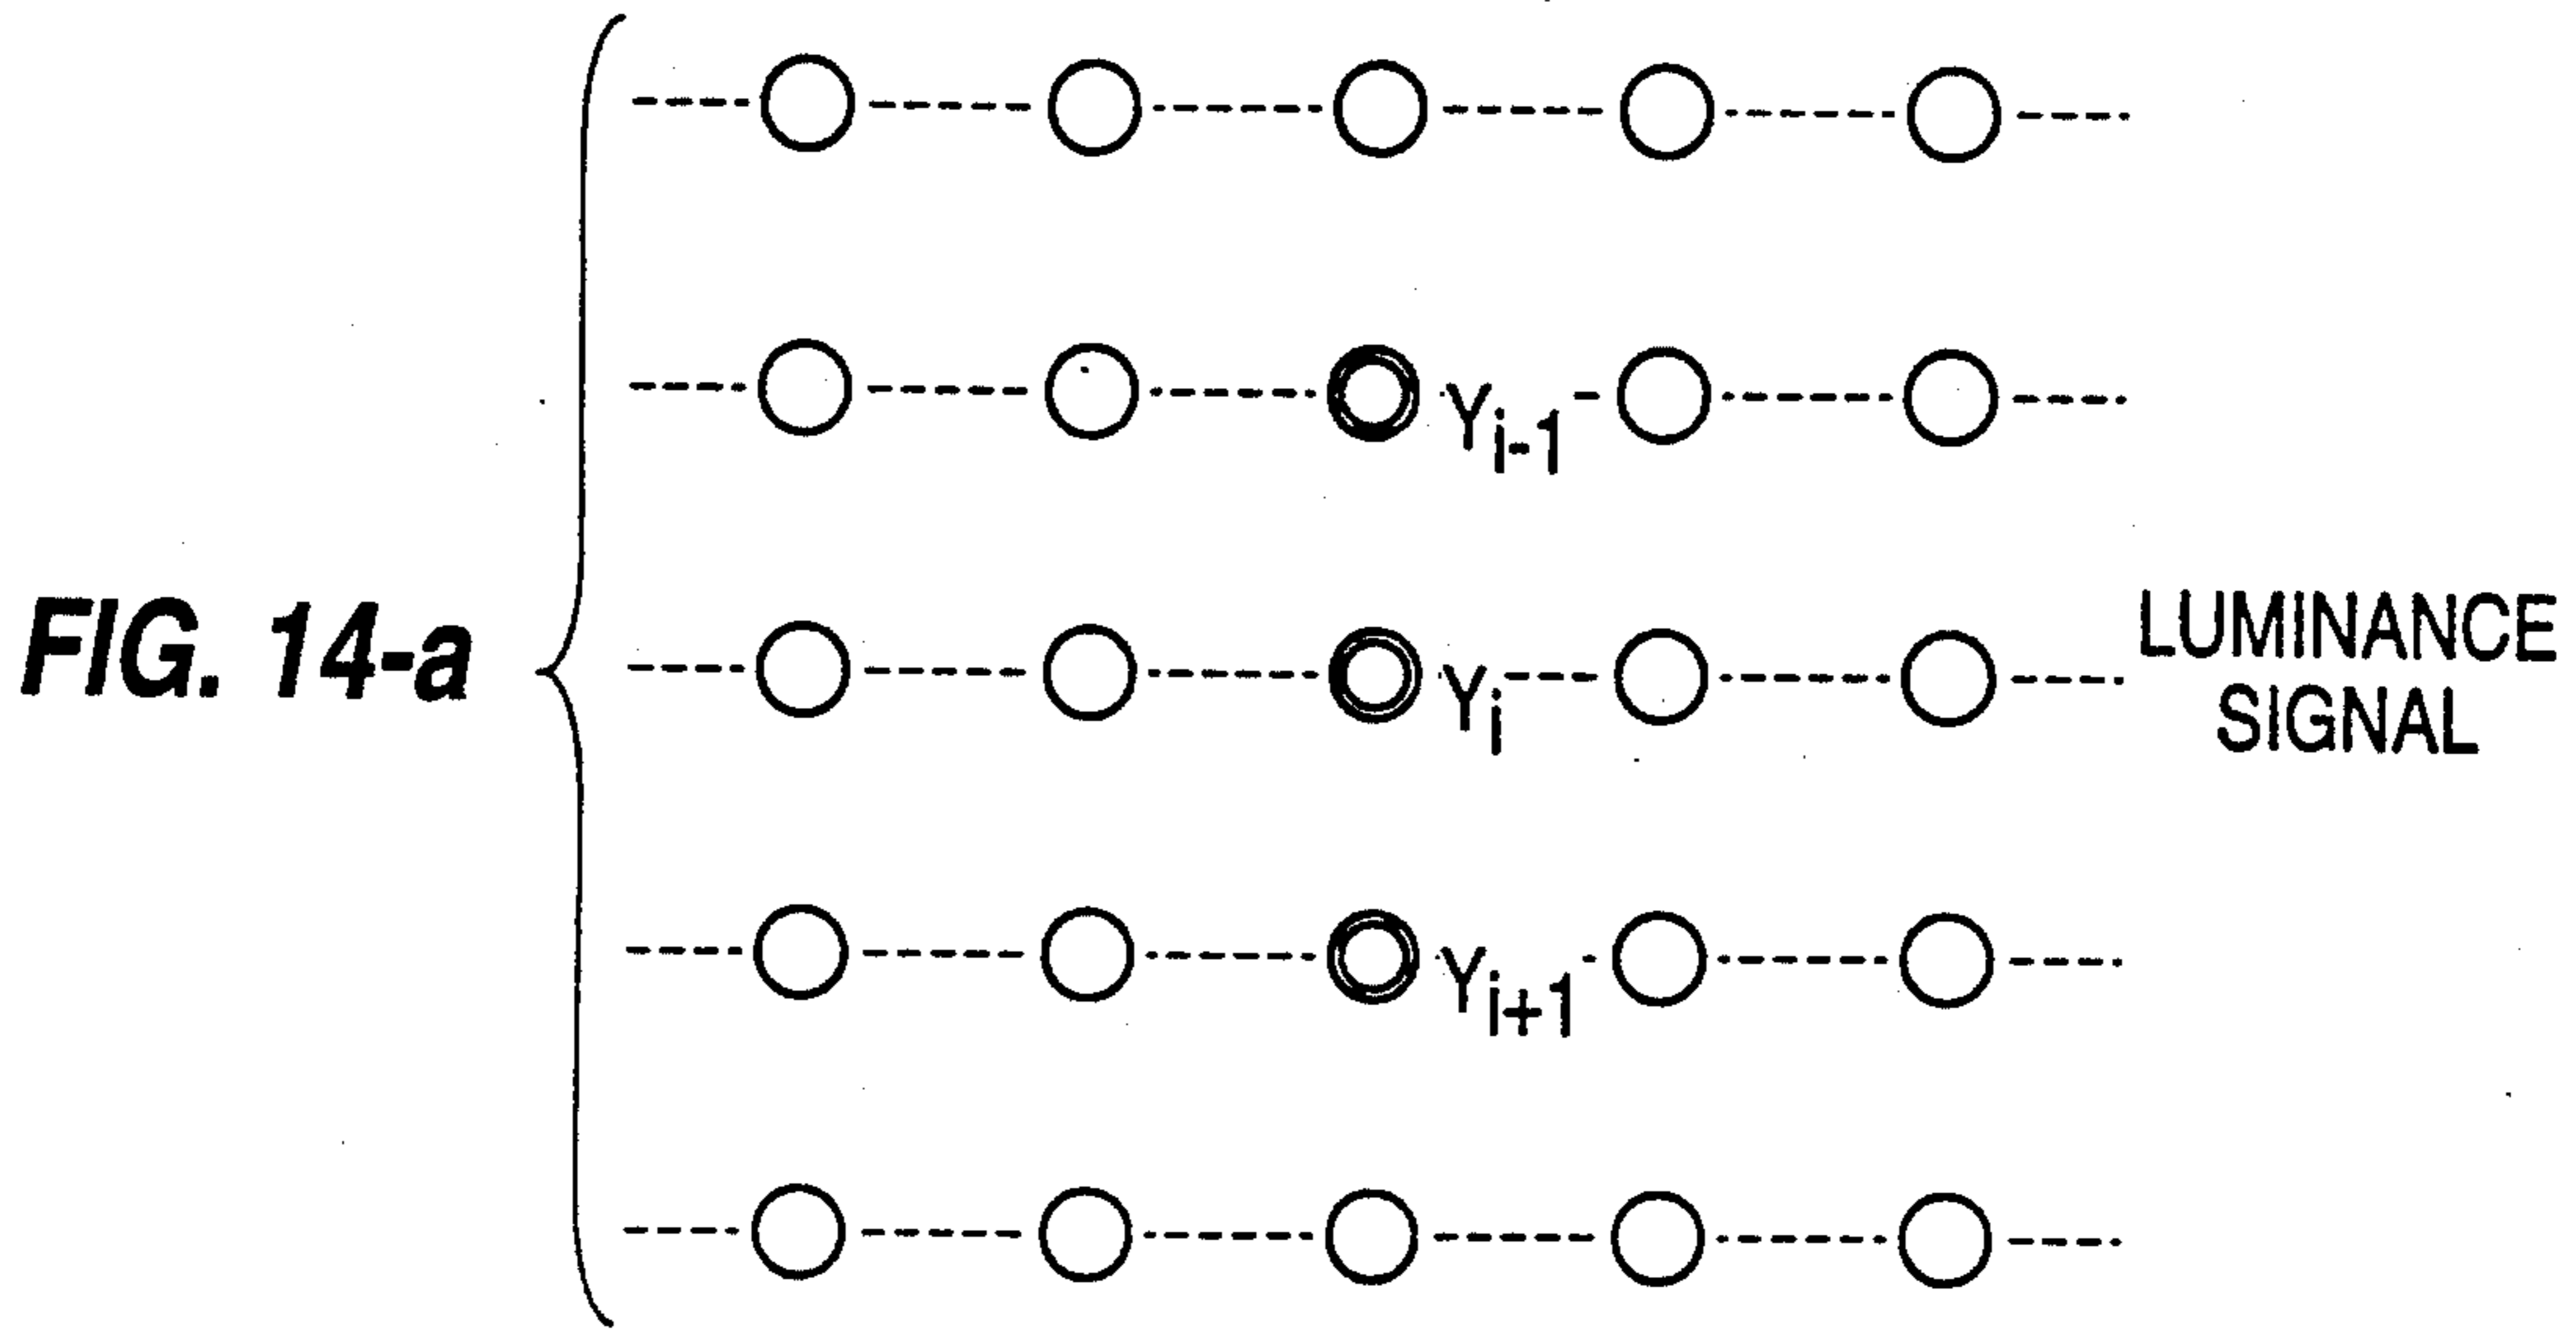 Y_{i-1}
FIG. 14-a
Y_i
LUMINANCE
SIGNAL
Y_{i+1}